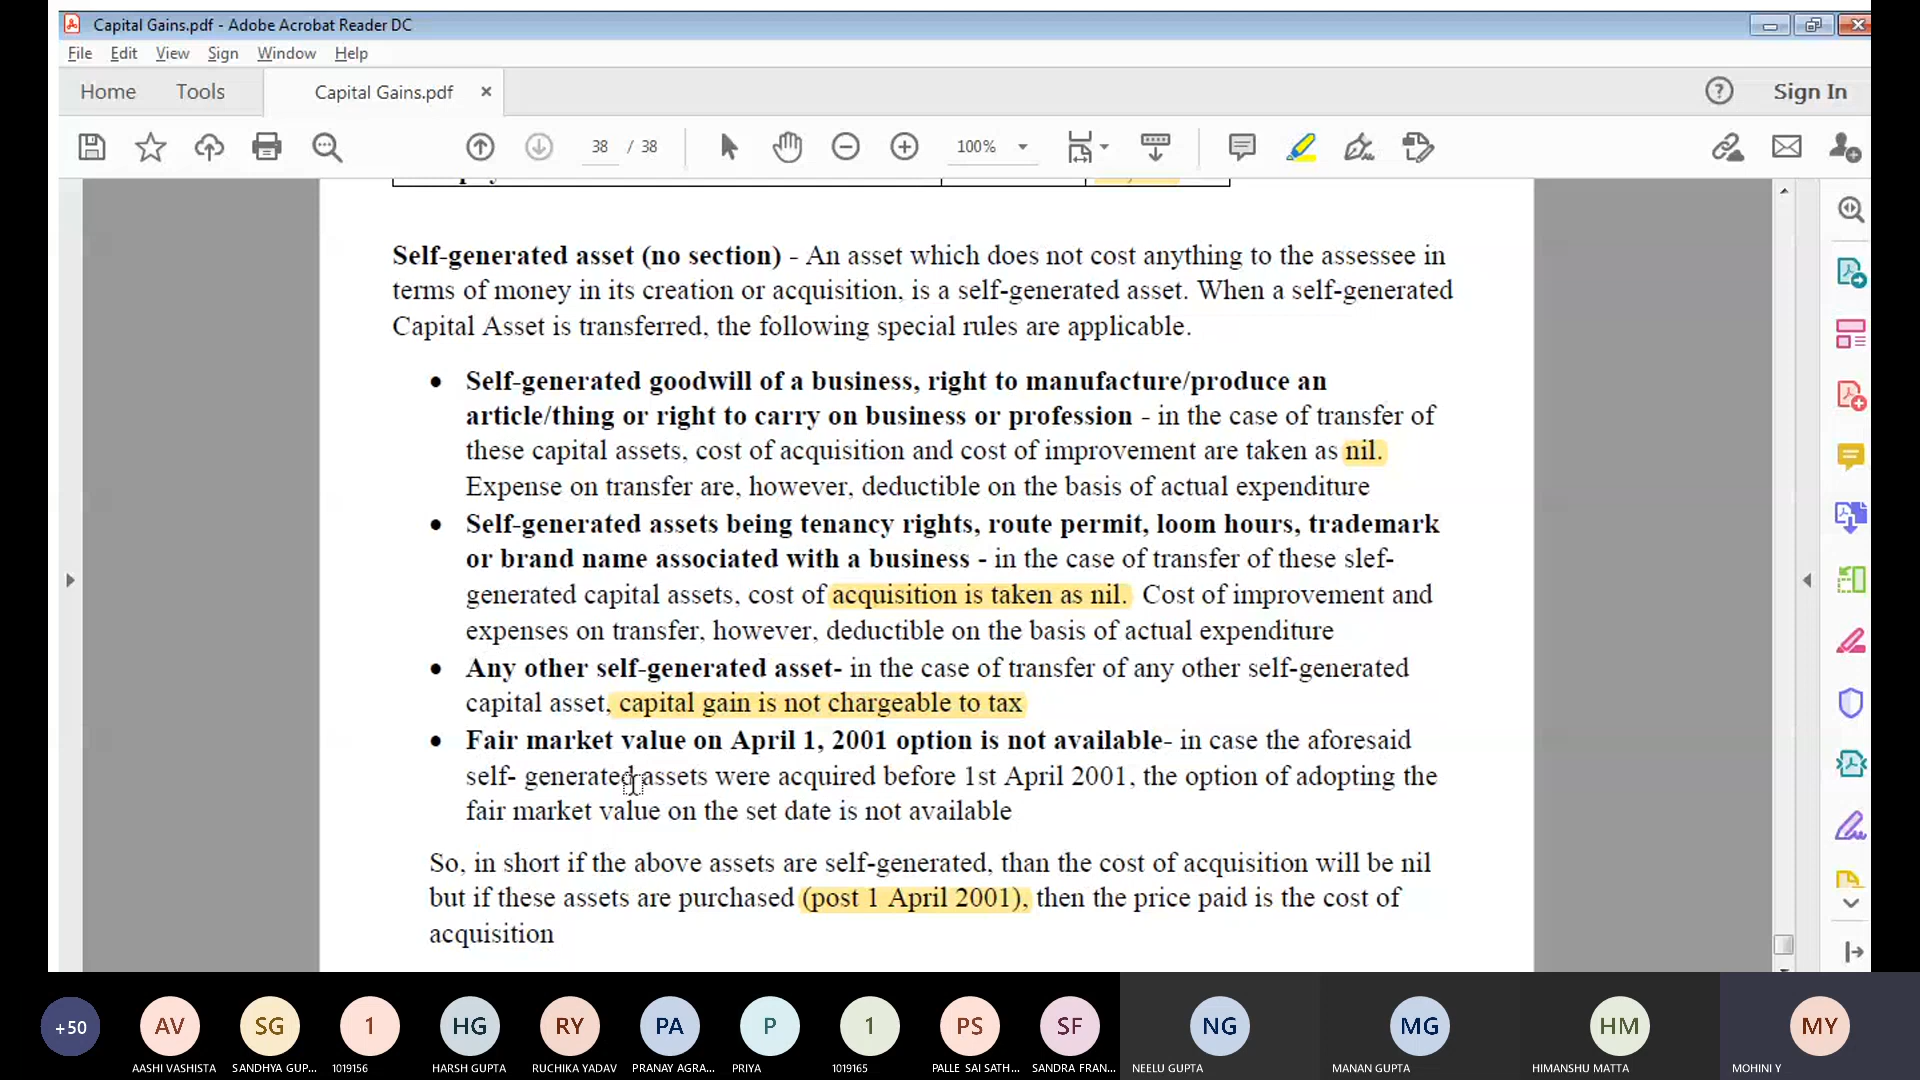 Capital Gains.pdf - Adobe Acrobat Reader DC
File Edit View Sign Window Help
Home Tools Capital Gains.pdf × Sign In
38 / 38 100%
Self-generated asset (no section) - An asset which does not cost anything to the assessee in
terms of money in its creation or acquisition, is a self-generated asset. When a self-generated
Capital Asset is transferred, the following special rules are applicable.
• Self-generated goodwill of a business, right to manufacture/produce an
article/thing or right to carry on business or profession - in the case of transfer of
these capital assets, cost of acquisition and cost of improvement are taken as nil.
Expense on transfer are, however, deductible on the basis of actual expenditure
• Self-generated assets being tenancy rights, route permit, loom hours, trademark
or brand name associated with a business - in the case of transfer of these slef-
generated capital assets, cost of acquisition is taken as nil. Cost of improvement and
expenses on transfer, however, deductible on the basis of actual expenditure
• Any other self-generated asset- in the case of transfer of any other self-generated
capital asset, capital gain is not chargeable to tax
• Fair market value on April 1, 2001 option is not available- in case the aforesaid
self- generated assets were acquired before 1st April 2001, the option of adopting the
fair market value on the set date is not available
So, in short if the above assets are self-generated, than the cost of acquisition will be nil
but if these assets are purchased (post 1 April 2001), then the price paid is the cost of
acquisition
+50 AV SG 1 HG RY PA P 1 PS SF NG MG HM MY
AASHI VASHISTA SANDHYA GUP... 1019156 HARSH GUPTA RUCHIKA YADAV PRANAY AGRA... PRIYA 1019165 PALLE SAI SATH... SANDRA FRAN... NEELU GUPTA MANAN GUPTA HIMANSHU MATTA MOHINI Y